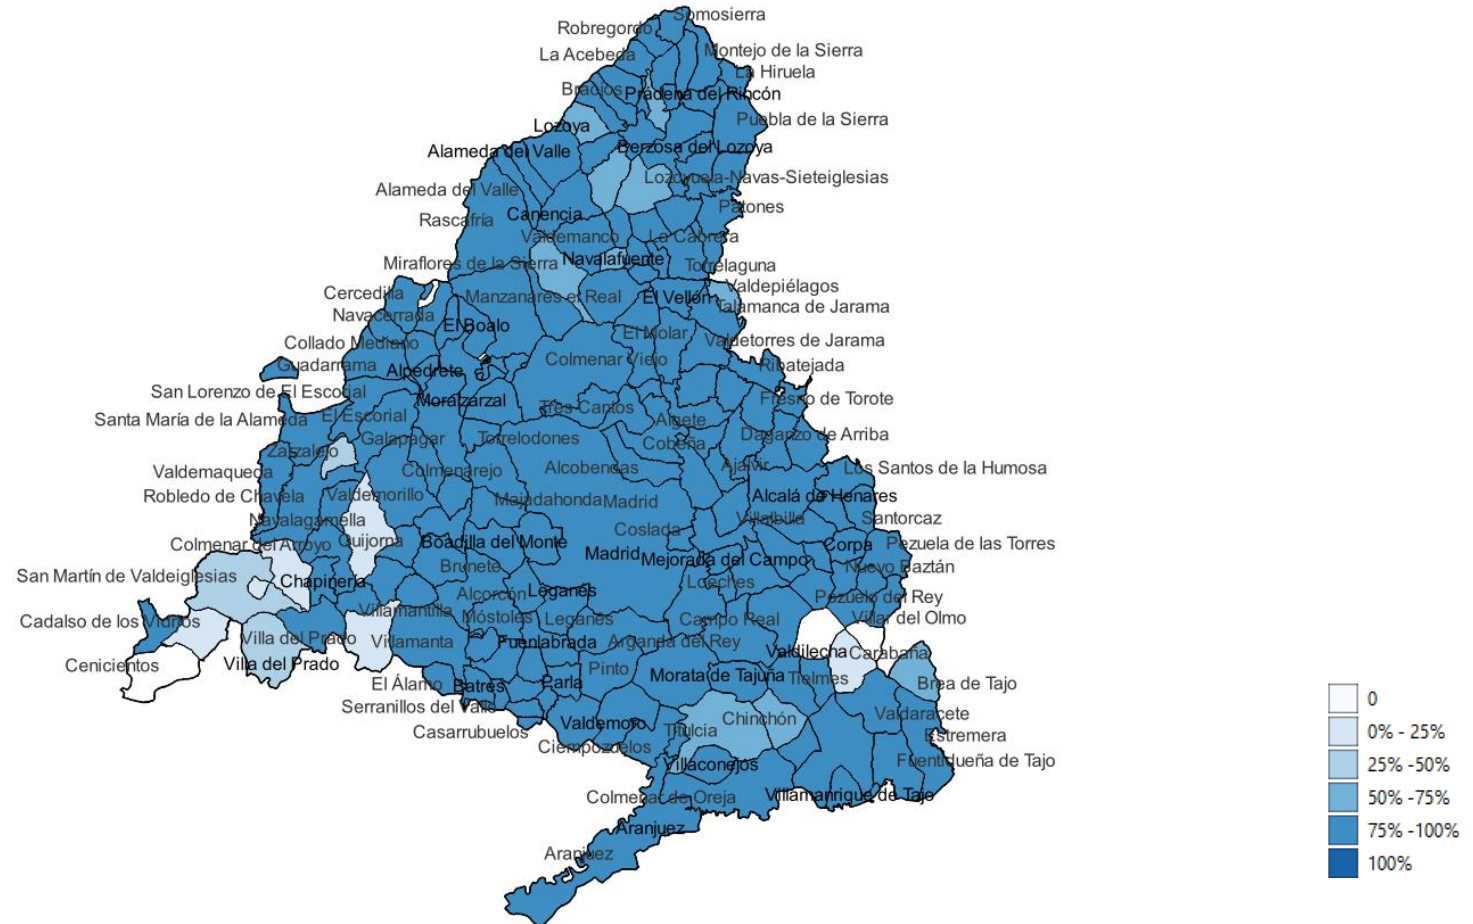 Somosierra
Robregordo
Montejo de la Sierra
La Acebeda
La Hiruela
Braojos
Prádena del Rincón
Puebla de la Sierra
Lozoya
Berzosa del Lozoya
Alameda del Valle
Lozoyuela-Navas-Sieteiglesias
Alameda del Valle
Patones
Canencia
Rascafría
Valdemanco
La Cabrera
Navalafuente
Miraflores de la Sierra
Torrelaguna
Valdepiélagos
Cercedilla
Manzanares el Real
El Vellón
Talamanca de Jarama
Navacerrada
El Boalo
El Molar
Valdetorres de Jarama
Collado Mediano
Colmenar Viejo
Guadarrama
Ribatejada
Alpedrete
San Lorenzo de El Escorial
Moralzarzal
Fresno de Torote
Tres Cantos
El Escorial
Santa María de la Alameda
Algete
Daganzo de Arriba
Galapagar
Torrelodones
Cobeña
Zarzalejo
Ajalvir
Alcobendas
Los Santos de la Humosa
Valdemaqueda
Colmenarejo
Robledo de Chavela
Valdemorillo
Alcalá de Henares
Majadahonda
Madrid
Navalagamella
Villalbilla
Santorcaz
Coslada
Colmenar del Arroyo
Quijorna
Boadilla del Monte
Corpa
Pezuela de las Torres
Madrid
Mejorada del Campo
Brunete
Nuevo Baztán
San Martín de Valdeiglesias
Chapinería
Loeches
Alcorcón
Leganés
Pozuelo del Rey
Villamantilla
Móstoles
Leganés
Campo Real
Villar del Olmo
Cadalso de los Vidrios
Villa del Prado
Villamanta
Fuenlabrada
Arganda del Rey
Valdilecha
Carabaña
Cenicientos
Villa del Prado
Pinto
Morata de Tajuña
Tielmes
El Álamo
Batres
Parla
Brea de Tajo
Serranillos del Valle
Valdemoro
Titulcia
Chinchón
Valdaracete
Casarrubuelos
Estremera
Ciempozuelos
Villaconejos
Fuentidueña de Tajo
Colmenar de Oreja
Villamanrique de Tajo
Aranjuez
Aranjuez
0
0% - 25%
25% -50%
50% -75%
75% -100%
100%